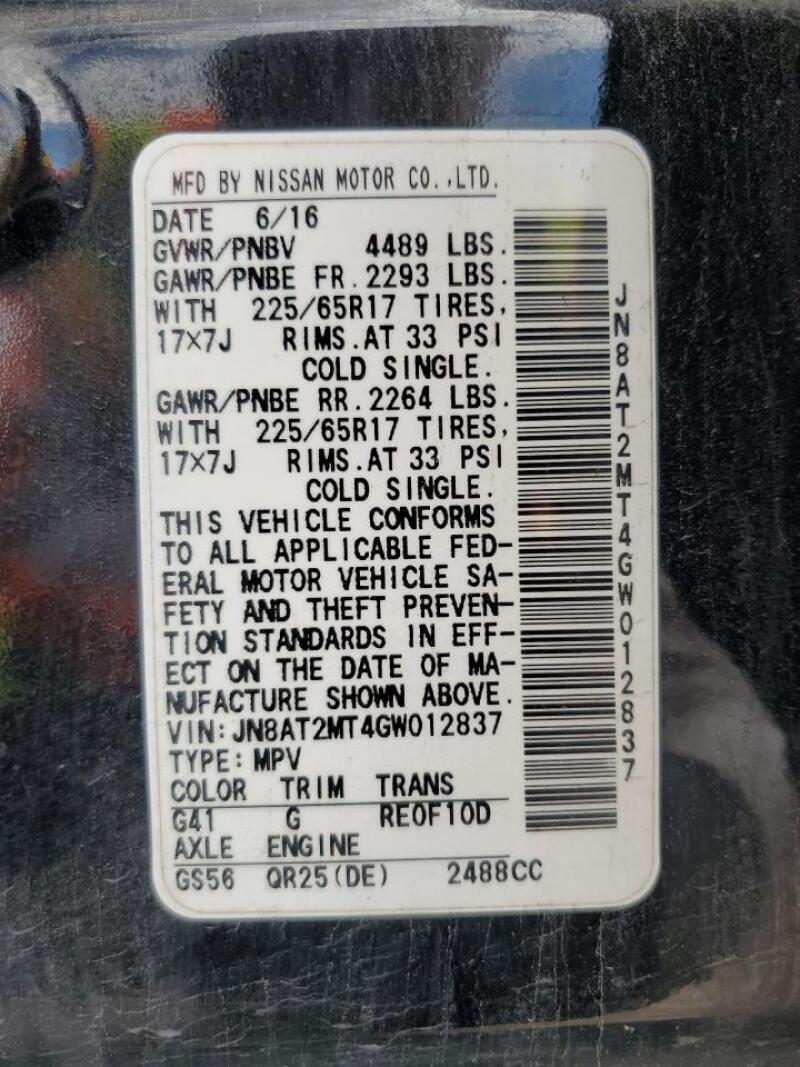 MFD BY NISSAN MOTOR CO.,LTD.
DATE 6/16
GVWR/PNBV 4489 LBS.
GAWR/PNBE FR.2293 LBS.
WITH 225/65R17 TIRES,
17×7J RIMS.AT 33 PSI
COLD SINGLE.
GAWR/PNBE RR.2264 LBS.
WITH 225/65R17 TIRES,
17×7J RIMS.AT 33 PSI
COLD SINGLE.
THIS VEHICLE CONFORMS
TO ALL APPLICABLE FED-
ERAL MOTOR VEHICLE SA-
FETY AND THEFT PREVEN-
TION STANDARDS IN EFF-
ECT ON THE DATE OF MA-
NUFACTURE SHOWN ABOVE.
VIN:JN8AT2MT4GW012837
TYPE:MPV
COLOR TRIM TRANS
G41 G RE0F10D
AXLE ENGINE
GS56 QR25(DE) 2488CC
JN8AT2MT4GW012837